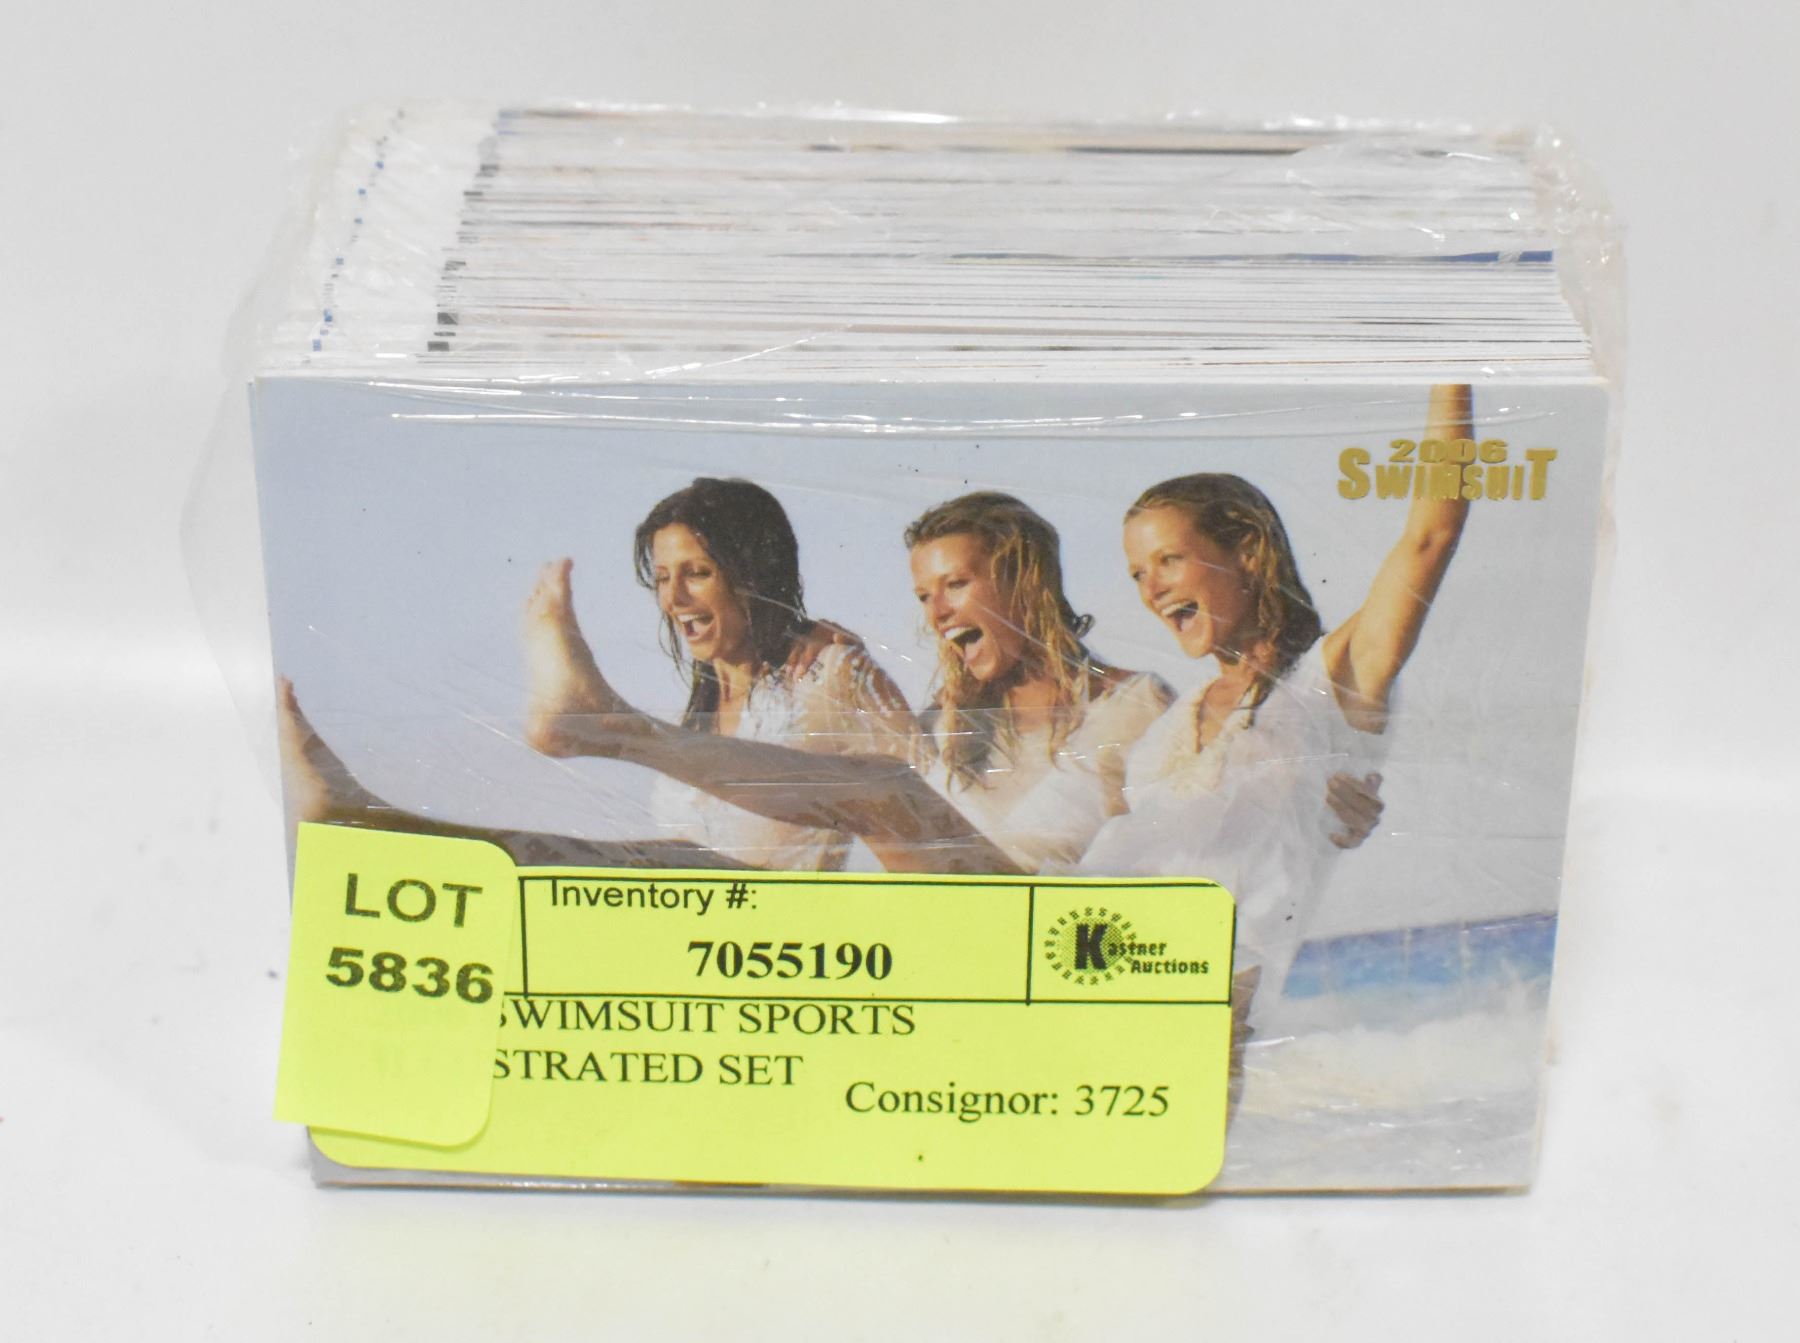 2006
SWIMSUIT
LOT
5836
Inventory #:
7055190
Kastner
Auctions
SWIMSUIT SPORTS
STRATED SET
Consignor: 3725